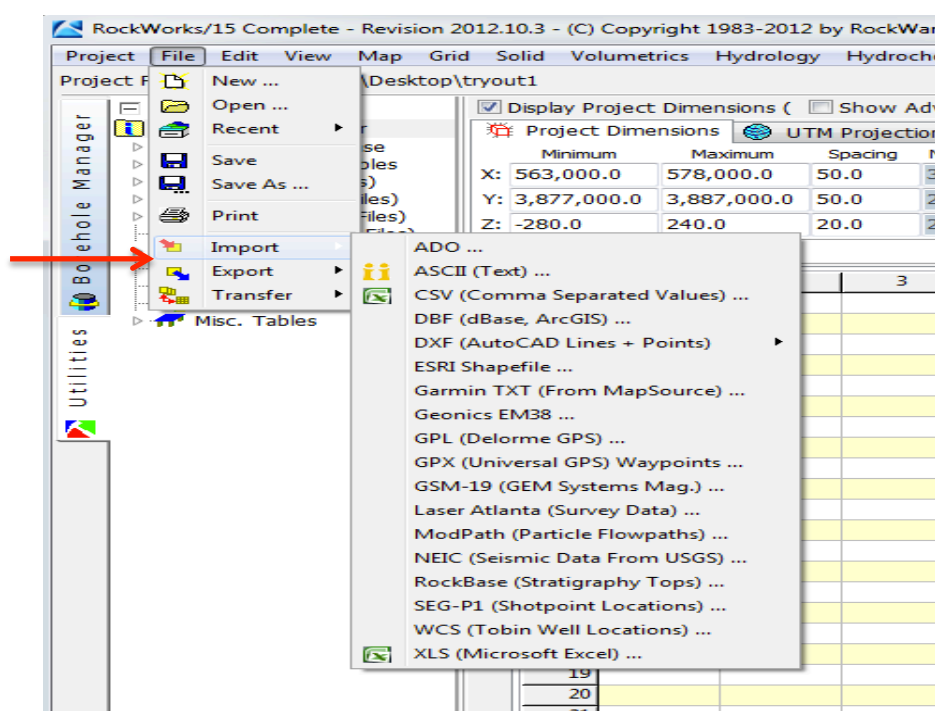 RockWorks/15 Complete - Revision 2012.10.3 - (C) Copyright 1983-2012 by RockWar
Project File Edit View Map Grid Solid Volumetrics Hydrology Hydroche
Project F \Desktop\tryout1
New ...
Open ...
Recent
Save
Save As ...
Print
Import
Export
Transfer
Misc. Tables
Borehole Manager
Utilities
Display Project Dimensions ( Show Adv
Project Dimensions UTM Projection
Minimum Maximum Spacing
X: 563,000.0 578,000.0 50.0
Y: 3,877,000.0 3,887,000.0 50.0
Z: -280.0 240.0 20.0
3
ADO ...
ASCII (Text) ...
CSV (Comma Separated Values) ...
DBF (dBase, ArcGIS) ...
DXF (AutoCAD Lines + Points)
ESRI Shapefile ...
Garmin TXT (From MapSource) ...
Geonics EM38 ...
GPL (Delorme GPS) ...
GPX (Universal GPS) Waypoints ...
GSM-19 (GEM Systems Mag.) ...
Laser Atlanta (Survey Data) ...
ModPath (Particle Flowpaths) ...
NEIC (Seismic Data From USGS) ...
RockBase (Stratigraphy Tops) ...
SEG-P1 (Shotpoint Locations) ...
WCS (Tobin Well Locations) ...
XLS (Microsoft Excel) ...
19
20